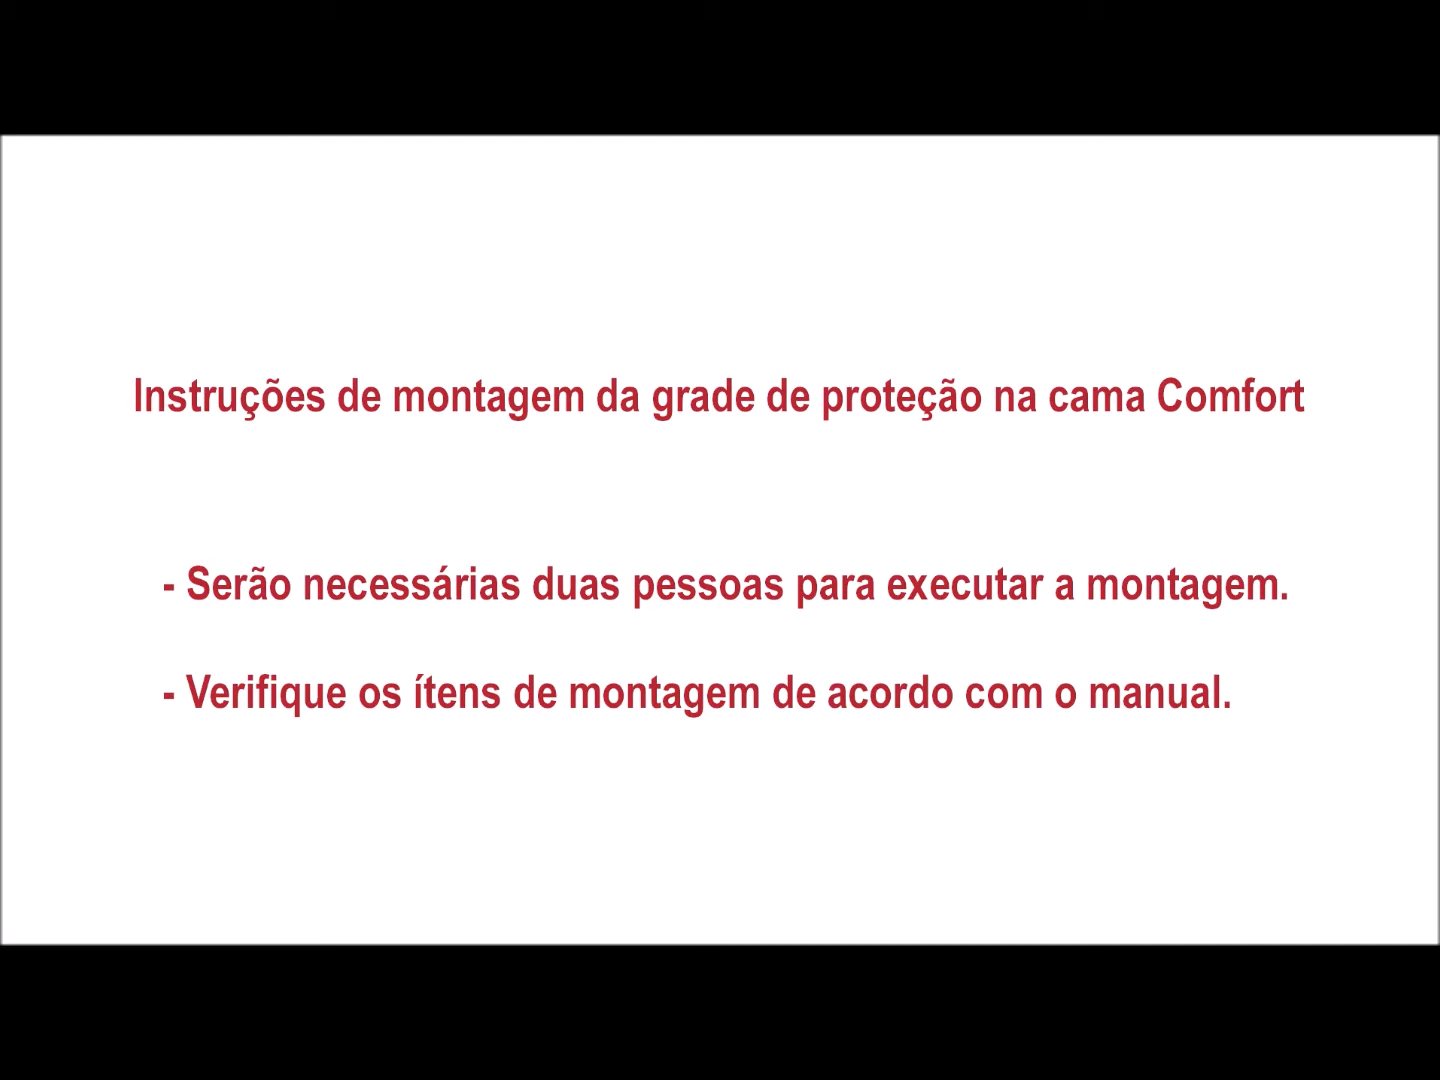 Instruções de montagem da grade de proteção na cama Comfort
- Serão necessárias duas pessoas para executar a montagem.
- Verifique os ítens de montagem de acordo com o manual.